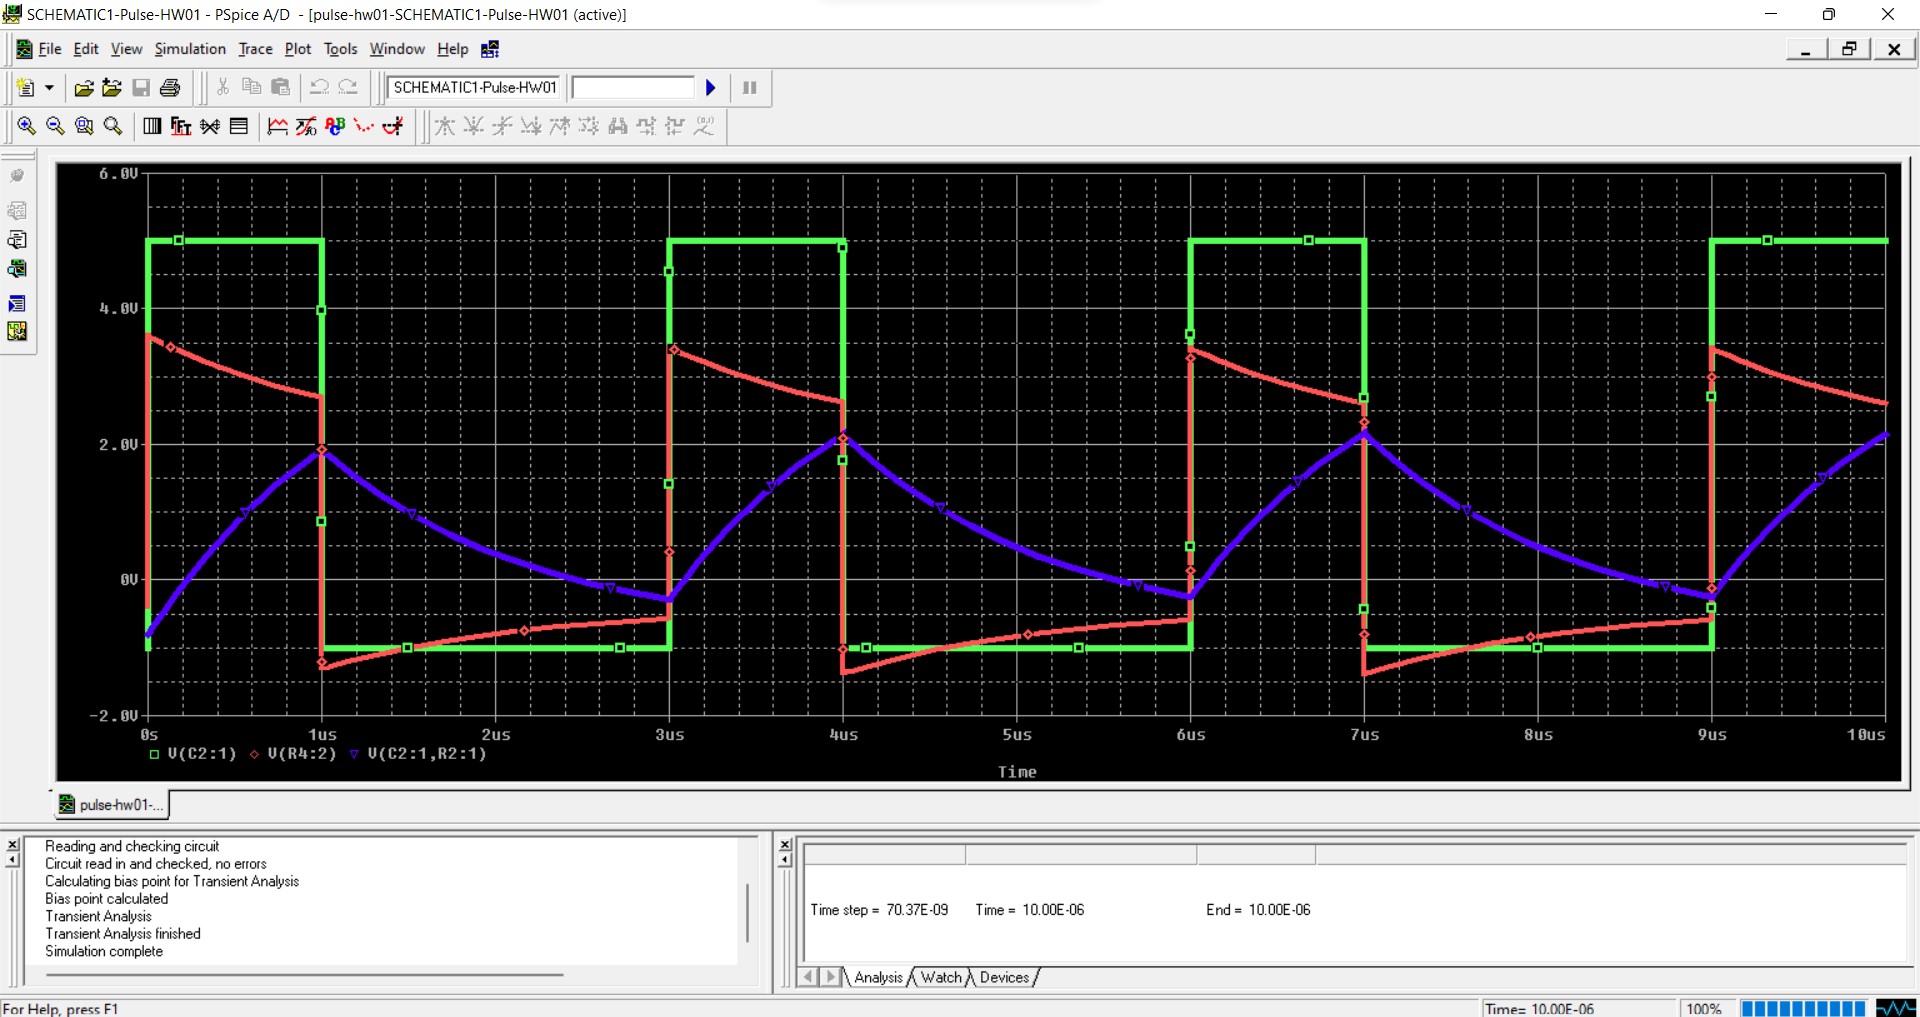 SCHEMATIC1-Pulse-HW01 - PSpice A/D - [pulse-hw01-SCHEMATIC1-Pulse-HW01 (active)]
File Edit View Simulation Trace Plot Tools Window Help
SCHEMATIC1-Pulse-HW01
FFT
6.0V
4.0V
2.0V
0V
-2.0V
0s 1us 2us 3us 4us 5us 6us 7us 8us 9us 10us
V(C2:1) V(R4:2) V(C2:1,R2:1)
Time
pulse-hw01-...
Reading and checking circuit
Circuit read in and checked, no errors
Calculating bias point for Transient Analysis
Bias point calculated
Transient Analysis
Transient Analysis finished
Simulation complete
Time step = 70.37E-09 Time = 10.00E-06 End = 10.00E-06
Analysis Watch Devices
For Help, press F1 Time= 10.00E-06 100%